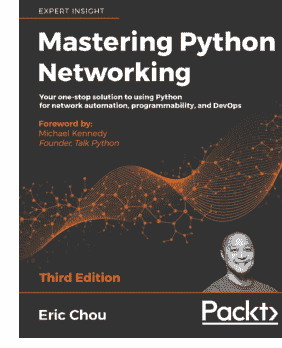 EXPERT INSIGHT
Mastering Python
Networking
Your one-stop solution to using Python
for network automation, programmability, and DevOps
Foreword by:
Michael Kennedy
Founder, Talk Python
Third Edition
Eric Chou
Packt>